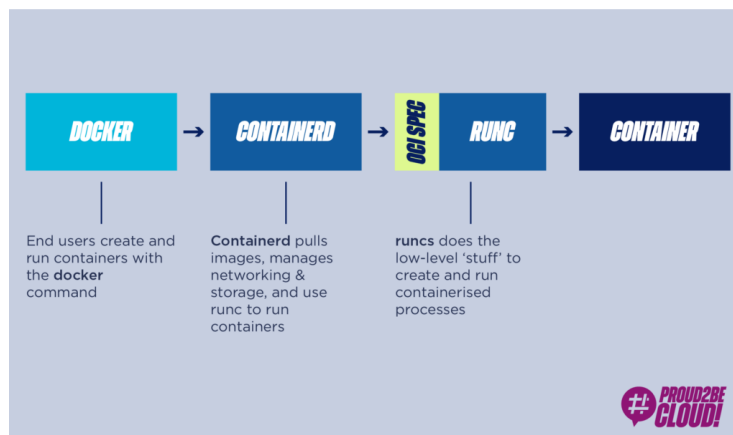 DOCKER
CONTAINERD
OCI SPEC
RUNC
CONTAINER
End users create and
run containers with
the docker
command
Containerd pulls
images, manages
networking &
storage, and use
runc to run
containers
runcs does the
low-level ‘stuff’ to
create and run
containerised
processes
#
PROUD2BE
CLOUD!